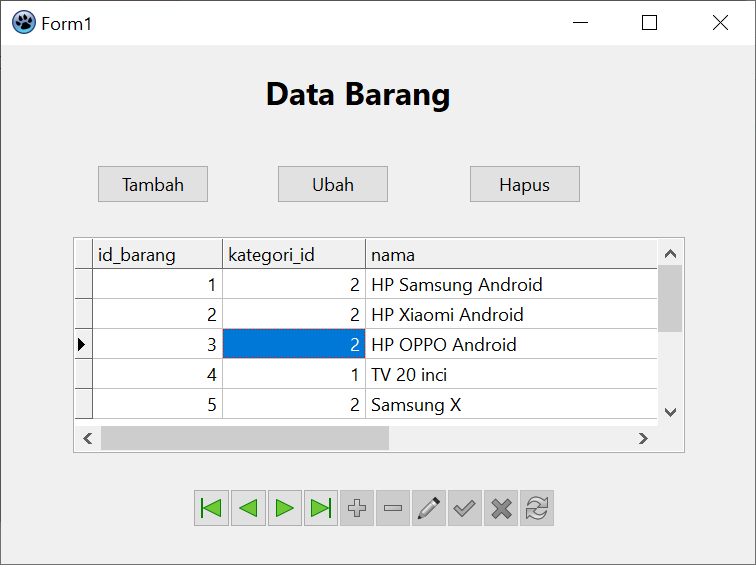 Form1
Data Barang
Tambah Ubah Hapus
id_barang kategori_id nama
1 2 HP Samsung Android
2 2 HP Xiaomi Android
3 2 HP OPPO Android
4 1 TV 20 inci
5 2 Samsung X